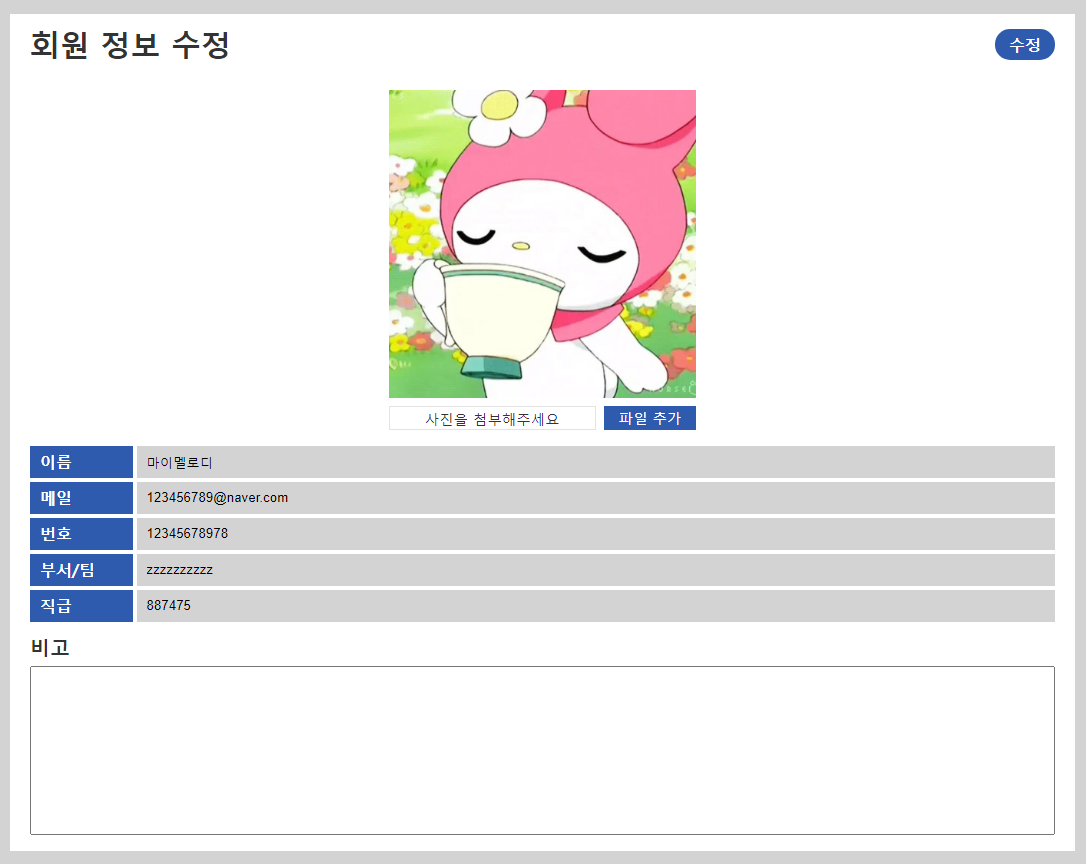 회원 정보 수정
수정
사진을 첨부해주세요
파일 추가
이름
마이멜로디
메일
123456789@naver.com
번호
12345678978
부서/팀
zzzzzzzzzz
직급
887475
비고